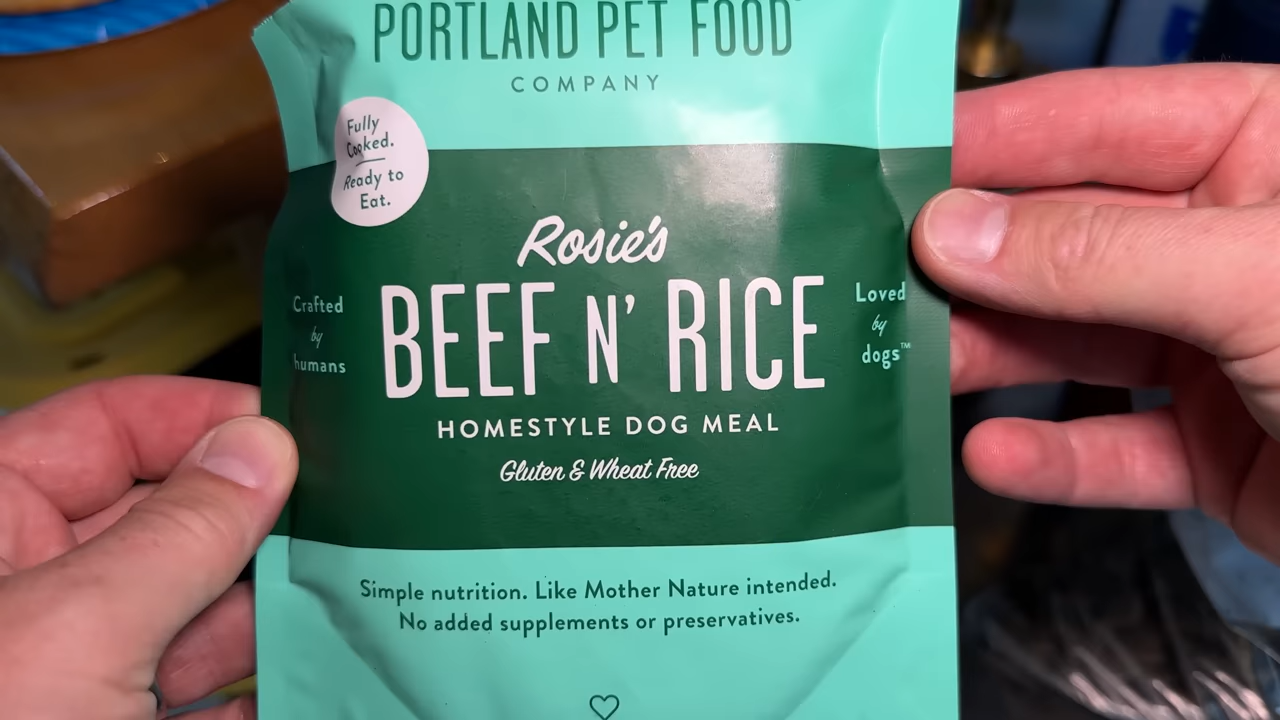 PORTLAND PET FOOD
COMPANY
Fully
Cooked.
Ready to
Eat.
Rosie's
BEEF N' RICE
Crafted
by
humans
Loved
by
dogs™
HOMESTYLE DOG MEAL
Gluten & Wheat Free
Simple nutrition. Like Mother Nature intended.
No added supplements or preservatives.